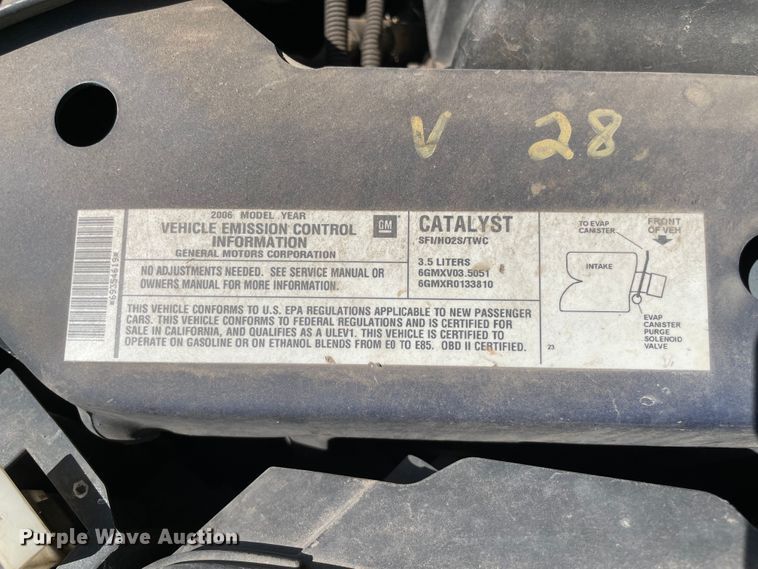 V 28
2006 MODEL YEAR
VEHICLE EMISSION CONTROL
INFORMATION
GENERAL MOTORS CORPORATION
GM
NO ADJUSTMENTS NEEDED. SEE SERVICE MANUAL OR
OWNERS MANUAL FOR MORE INFORMATION.
CATALYST
SFI/HO2S/TWC
3.5 LITERS
6GMXV03.5051
6GMXR0133810
THIS VEHICLE CONFORMS TO U.S. EPA REGULATIONS APPLICABLE TO NEW PASSENGER
CARS. THIS VEHICLE CONFORMS TO FEDERAL REGULATIONS AND IS CERTIFIED FOR
SALE IN CALIFORNIA, AND QUALIFIES AS A ULEV1. THIS VEHICLE IS CERTIFIED TO
OPERATE ON GASOLINE OR ON ETHANOL BLENDS FROM E0 TO E85. OBD II CERTIFIED.
TO EVAP
CANISTER
FRONT
OF VEH
INTAKE
EVAP
CANISTER
PURGE
SOLENOID
VALVE
23
*69354619*
Purple Wave Auction